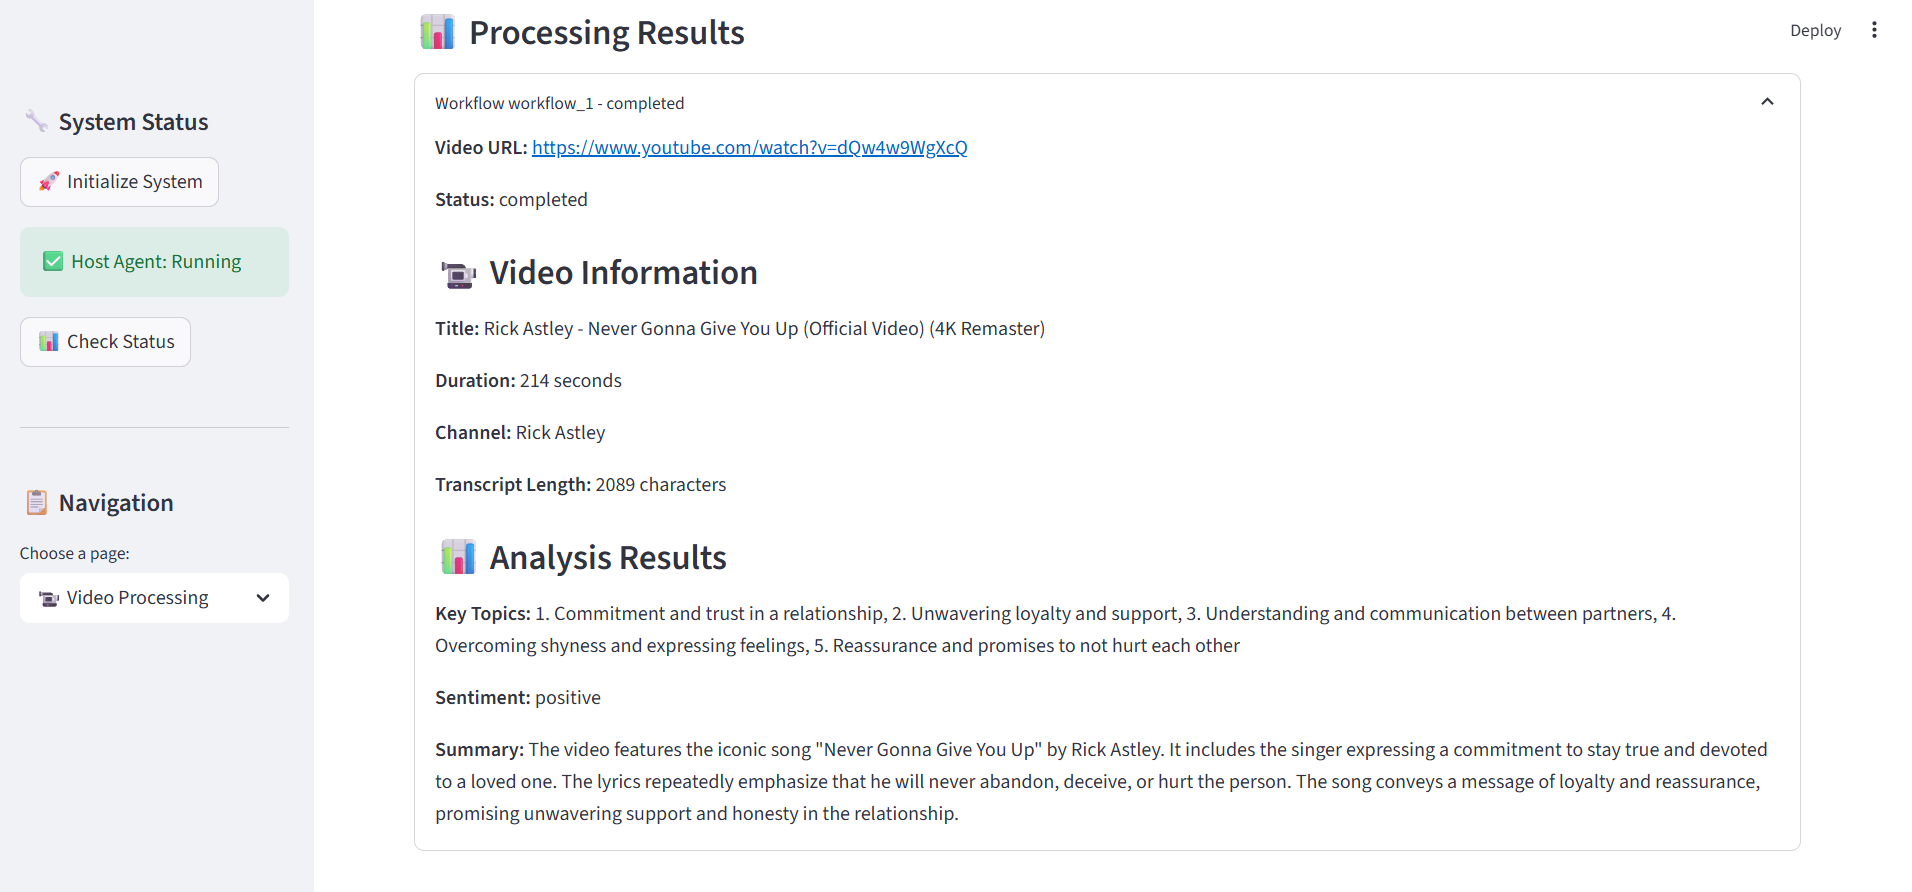 System Status
Initialize System
Host Agent: Running
Check Status
Navigation
Choose a page:
Video Processing
Deploy
Processing Results
Workflow workflow_1 - completed
Video URL: https://www.youtube.com/watch?v=dQw4w9WgXcQ
Status: completed
Video Information
Title: Rick Astley - Never Gonna Give You Up (Official Video) (4K Remaster)
Duration: 214 seconds
Channel: Rick Astley
Transcript Length: 2089 characters
Analysis Results
Key Topics: 1. Commitment and trust in a relationship, 2. Unwavering loyalty and support, 3. Understanding and communication between partners, 4.
Overcoming shyness and expressing feelings, 5. Reassurance and promises to not hurt each other
Sentiment: positive
Summary: The video features the iconic song "Never Gonna Give You Up" by Rick Astley. It includes the singer expressing a commitment to stay true and devoted
to a loved one. The lyrics repeatedly emphasize that he will never abandon, deceive, or hurt the person. The song conveys a message of loyalty and reassurance,
promising unwavering support and honesty in the relationship.